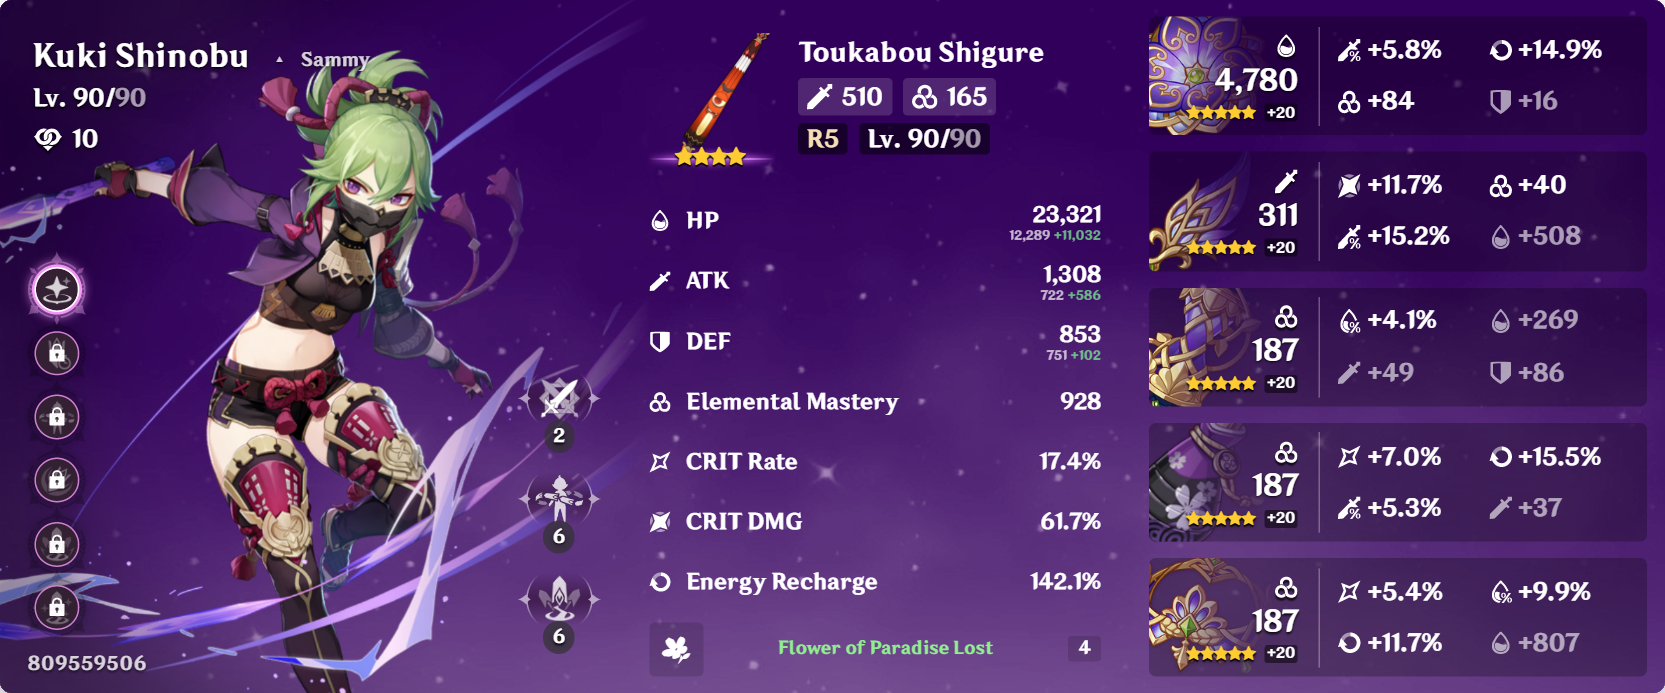 Kuki Shinobu ▲ Sammy
Lv. 90/90
10
2
6
6
809559506
Toukabou Shigure
510 165
R5 Lv. 90/90
HP 23,321
12,289 +11,032
ATK 1,308
722 +586
DEF 853
751 +102
Elemental Mastery 928
CRIT Rate 17.4%
CRIT DMG 61.7%
Energy Recharge 142.1%
Flower of Paradise Lost 4
4,780
+20
+5.8% +14.9%
+84 +16
311
+20
+11.7% +40
+15.2% +508
187
+20
+4.1% +269
+49 +86
187
+20
+7.0% +15.5%
+5.3% +37
187
+20
+5.4% +9.9%
+11.7% +807